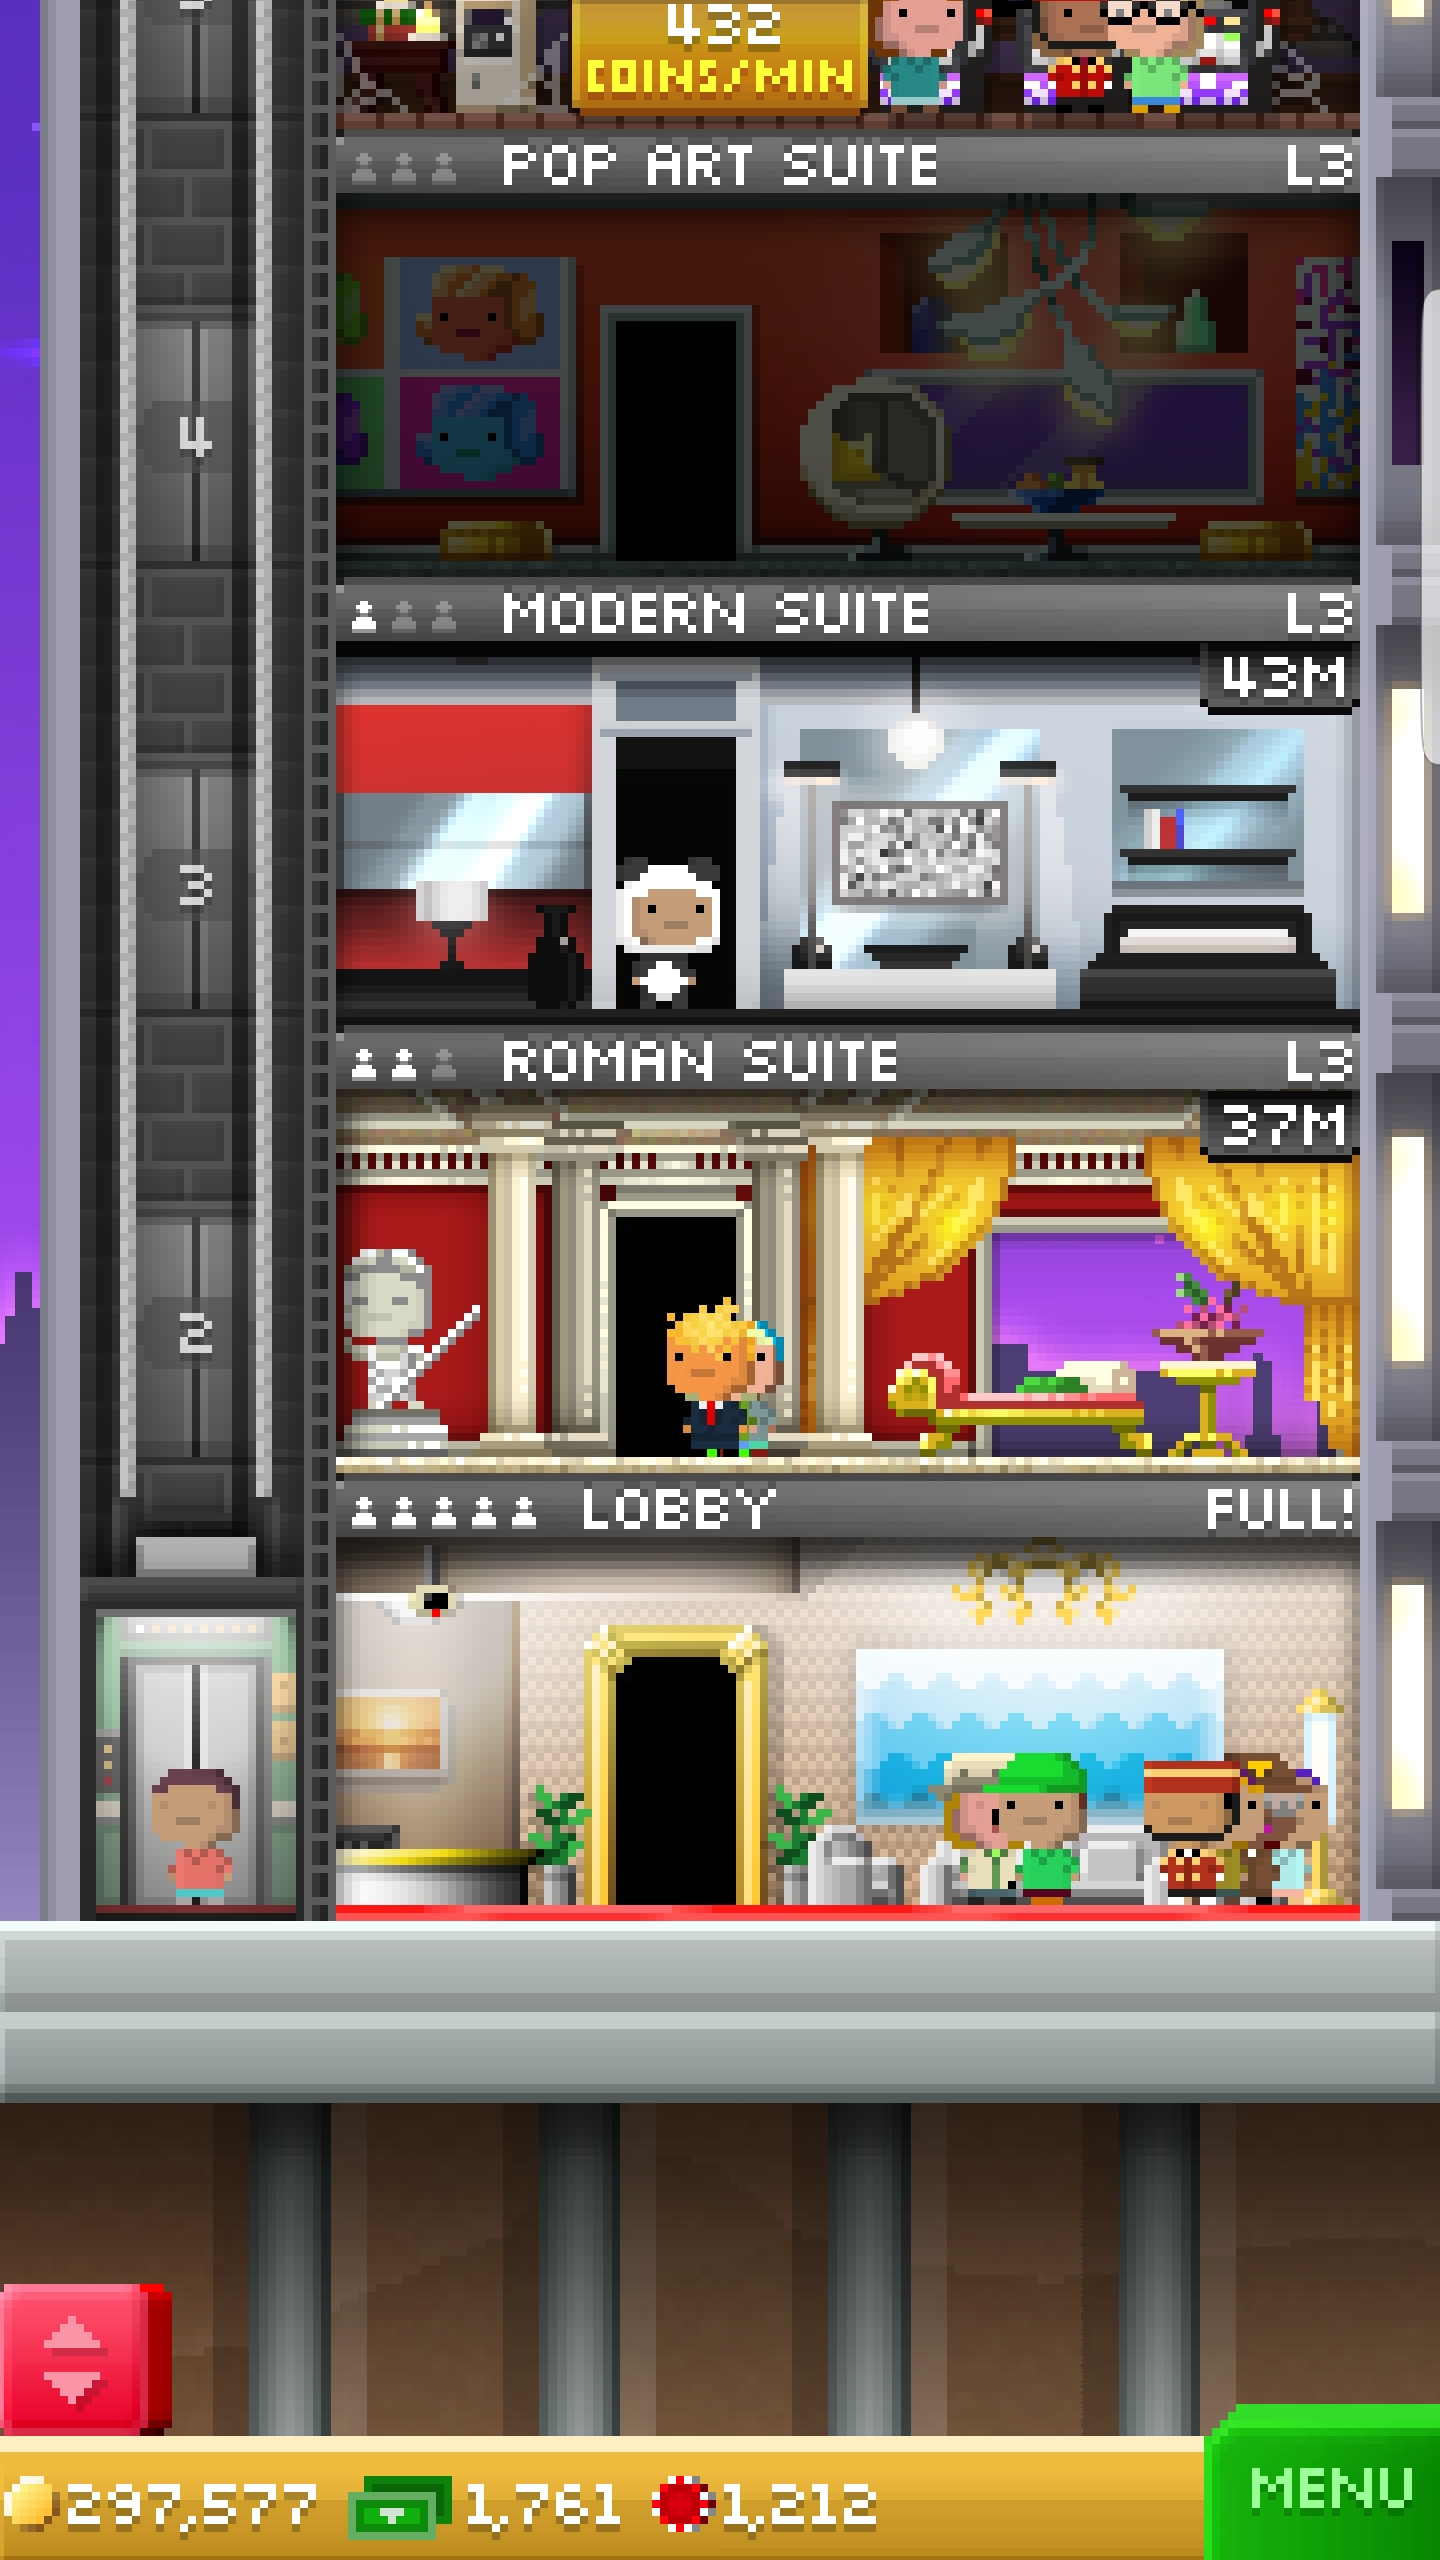 432
COINS/MIN
POP ART SUITE L3
4
MODERN SUITE L3
43M
3
ROMAN SUITE L3
37M
2
LOBBY FULL!
297,577 1,761 1,212
MENU